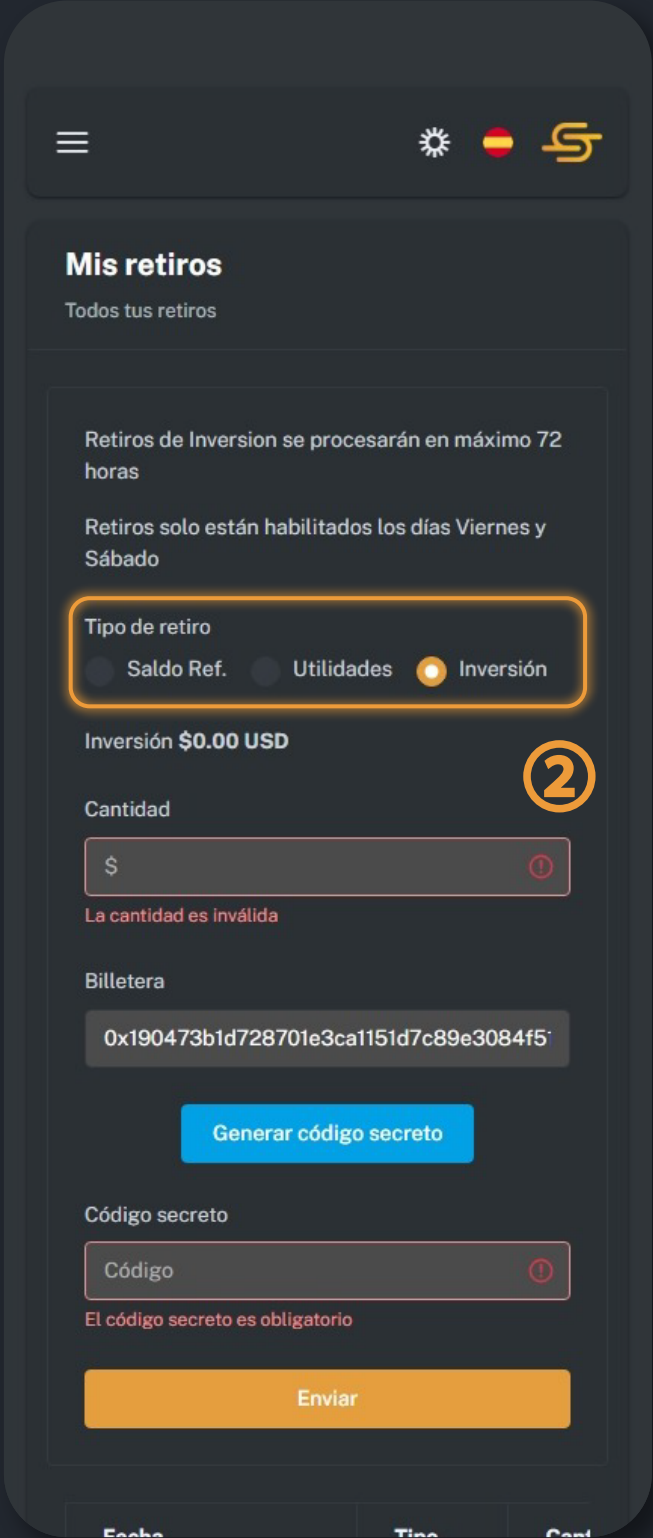 Mis retiros
Todos tus retiros
Retiros de Inversion se procesarán en máximo 72
horas
Retiros solo están habilitados los días Viernes y
Sábado
Tipo de retiro
Saldo Ref. Utilidades Inversión
Inversión $0.00 USD
2
Cantidad
$
La cantidad es inválida
Billetera
0x190473b1d728701e3ca1151d7c89e3084f5
Generar código secreto
Código secreto
Código
El código secreto es obligatorio
Enviar
Fecha Tipo Cant